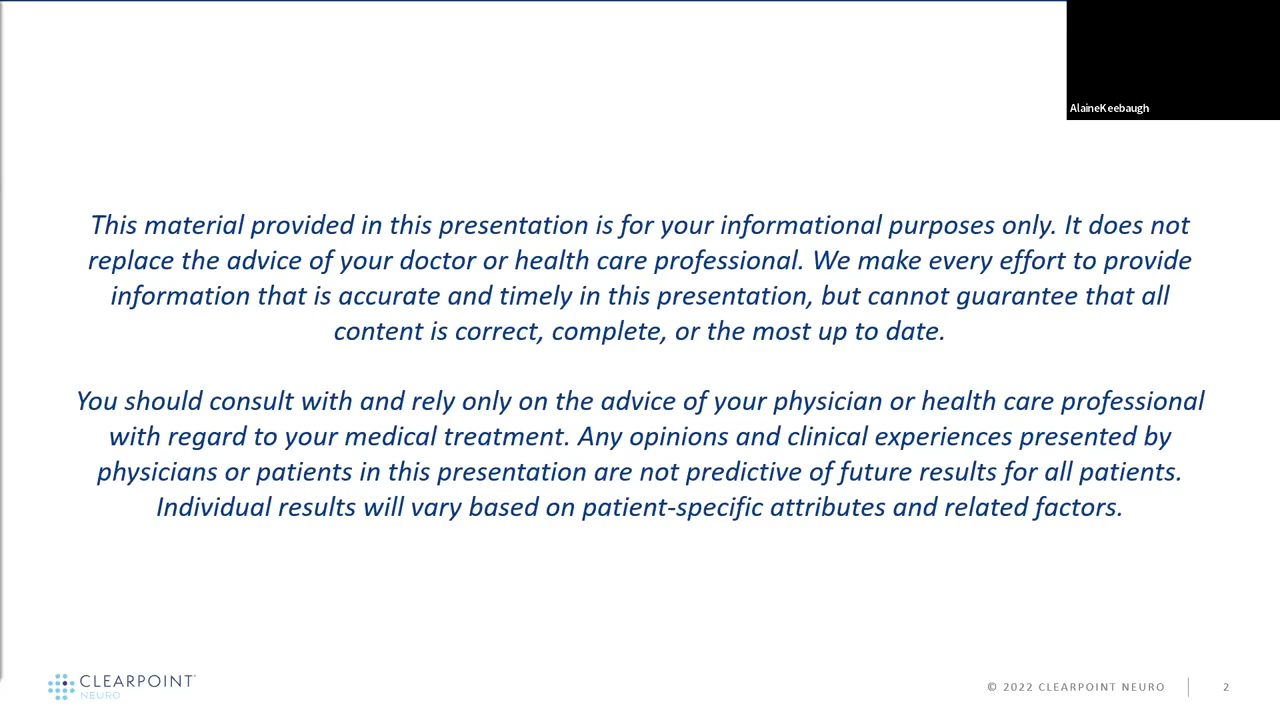 AlaineKeebaugh
This material provided in this presentation is for your informational purposes only. It does not
replace the advice of your doctor or health care professional. We make every effort to provide
information that is accurate and timely in this presentation, but cannot guarantee that all
content is correct, complete, or the most up to date.
You should consult with and rely only on the advice of your physician or health care professional
with regard to your medical treatment. Any opinions and clinical experiences presented by
physicians or patients in this presentation are not predictive of future results for all patients.
Individual results will vary based on patient-specific attributes and related factors.
CLEARPOINT
NEURO
© 2022 CLEARPOINT NEURO
2